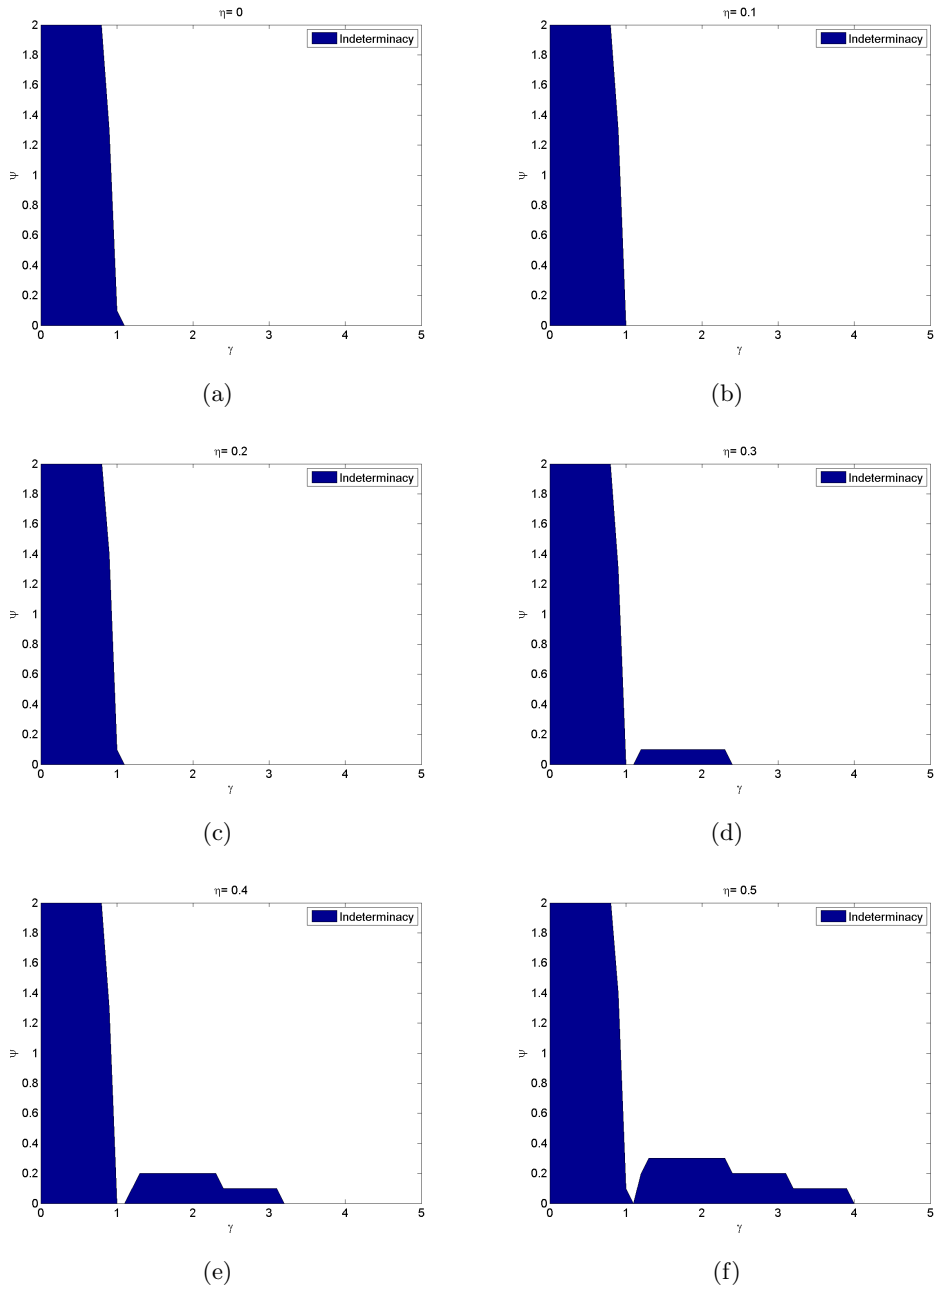 η= 0
Indeterminacy
2
1.8
1.6
1.4
1.2
1
0.8
0.6
0.4
0.2
0
ψ
0 1 2 3 4 5
γ
(a)
η= 0.1
Indeterminacy
2
1.8
1.6
1.4
1.2
1
0.8
0.6
0.4
0.2
0
ψ
0 1 2 3 4 5
γ
(b)
η= 0.2
Indeterminacy
2
1.8
1.6
1.4
1.2
1
0.8
0.6
0.4
0.2
0
ψ
0 1 2 3 4 5
γ
(c)
η= 0.3
Indeterminacy
2
1.8
1.6
1.4
1.2
1
0.8
0.6
0.4
0.2
0
ψ
0 1 2 3 4 5
γ
(d)
η= 0.4
Indeterminacy
2
1.8
1.6
1.4
1.2
1
0.8
0.6
0.4
0.2
0
ψ
0 1 2 3 4 5
γ
(e)
η= 0.5
Indeterminacy
2
1.8
1.6
1.4
1.2
1
0.8
0.6
0.4
0.2
0
ψ
0 1 2 3 4 5
γ
(f)